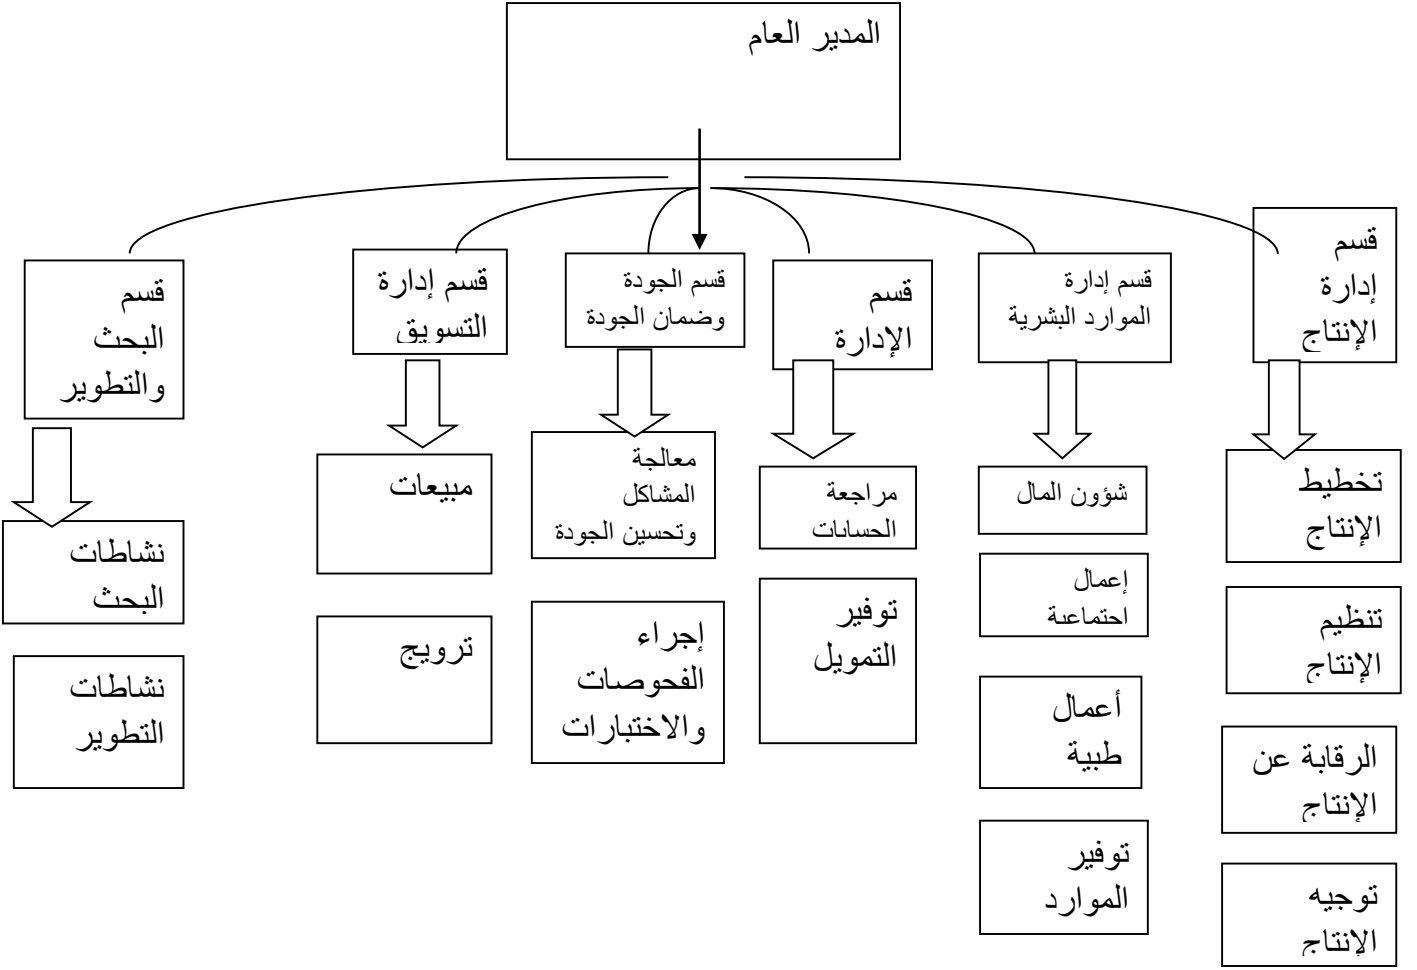 المدير العام
قسم
إدارة
الإنتاج
قسم إدارة
الموارد البشرية
قسم
الإدارة
قسم الجودة
وضمان الجودة
قسم إدارة
التسويق
قسم
البحث
والتطوير
تخطيط
الإنتاج
تنظيم
الإنتاج
الرقابة عن
الإنتاج
توجيه
الإنتاج
شؤون المال
إعمال
اجتماعية
أعمال
طبية
توفير
الموارد
مراجعة
الحسابات
توفير
التمويل
معالجة
المشاكل
وتحسين الجودة
إجراء
الفحوصات
والاختبارات
مبيعات
ترويج
نشاطات
البحث
نشاطات
التطوير